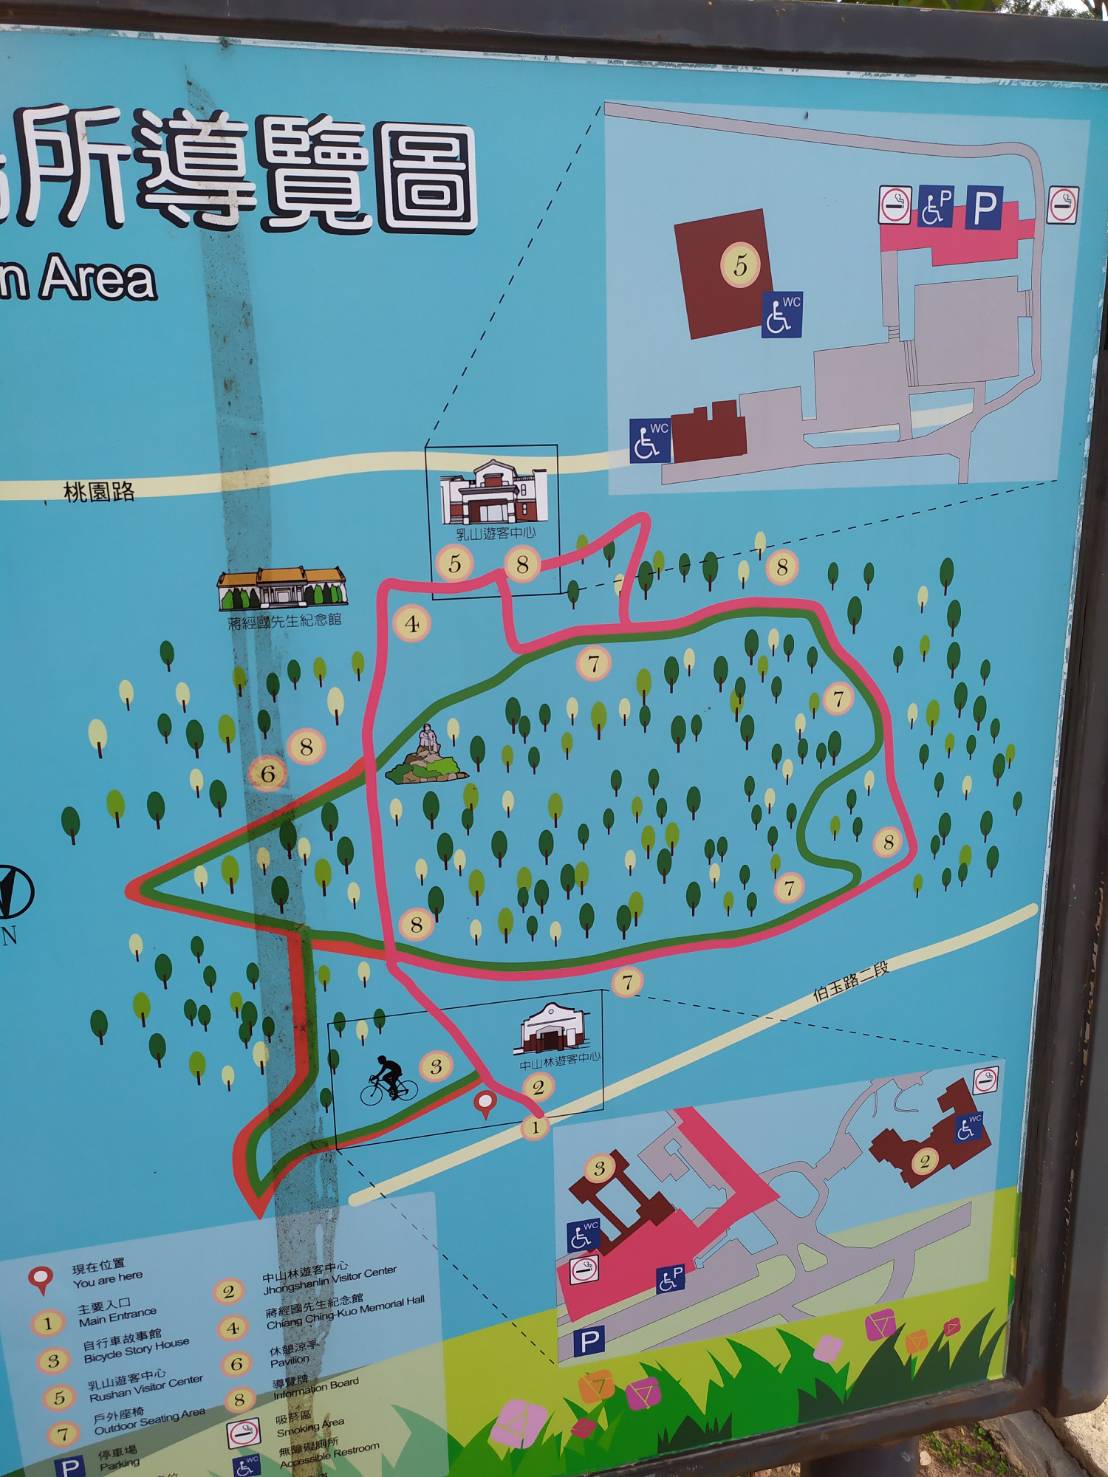 所導覽圖
n Area
P
P
5
WC
WC
桃園路
乳山遊客中心
5
8
8
蔣經國先生紀念館
4
7
7
8
6
8
7
8
N
7
伯玉路二段
中山林遊客中心
3
2
1
3
2
WC
WC
P
P
現在位置
You are here
1
主要入口
Main Entrance
3
自行車故事館
Bicycle Story House
5
乳山遊客中心
Rushan Visitor Center
7
戶外座椅
Outdoor Seating Area
P
停車場
Parking
2
中山林遊客中心
Jhongshanlin Visitor Center
4
蔣經國先生紀念館
Chiang Ching-Kuo Memorial Hall
6
休憩涼亭
Pavilion
8
導覽牌
Information Board
吸菸區
Smoking Area
WC
無障礙廁所
Accessible Restroom